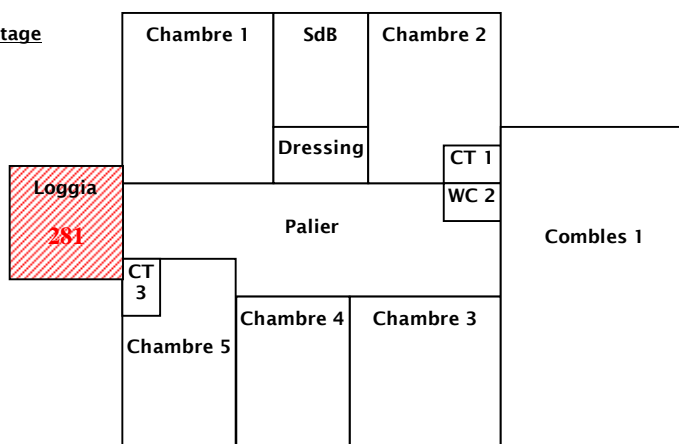 tage
Chambre 1
SdB
Chambre 2
Dressing
CT 1
Loggia
WC 2
281
Palier
Combles 1
CT
3
Chambre 4
Chambre 3
Chambre 5